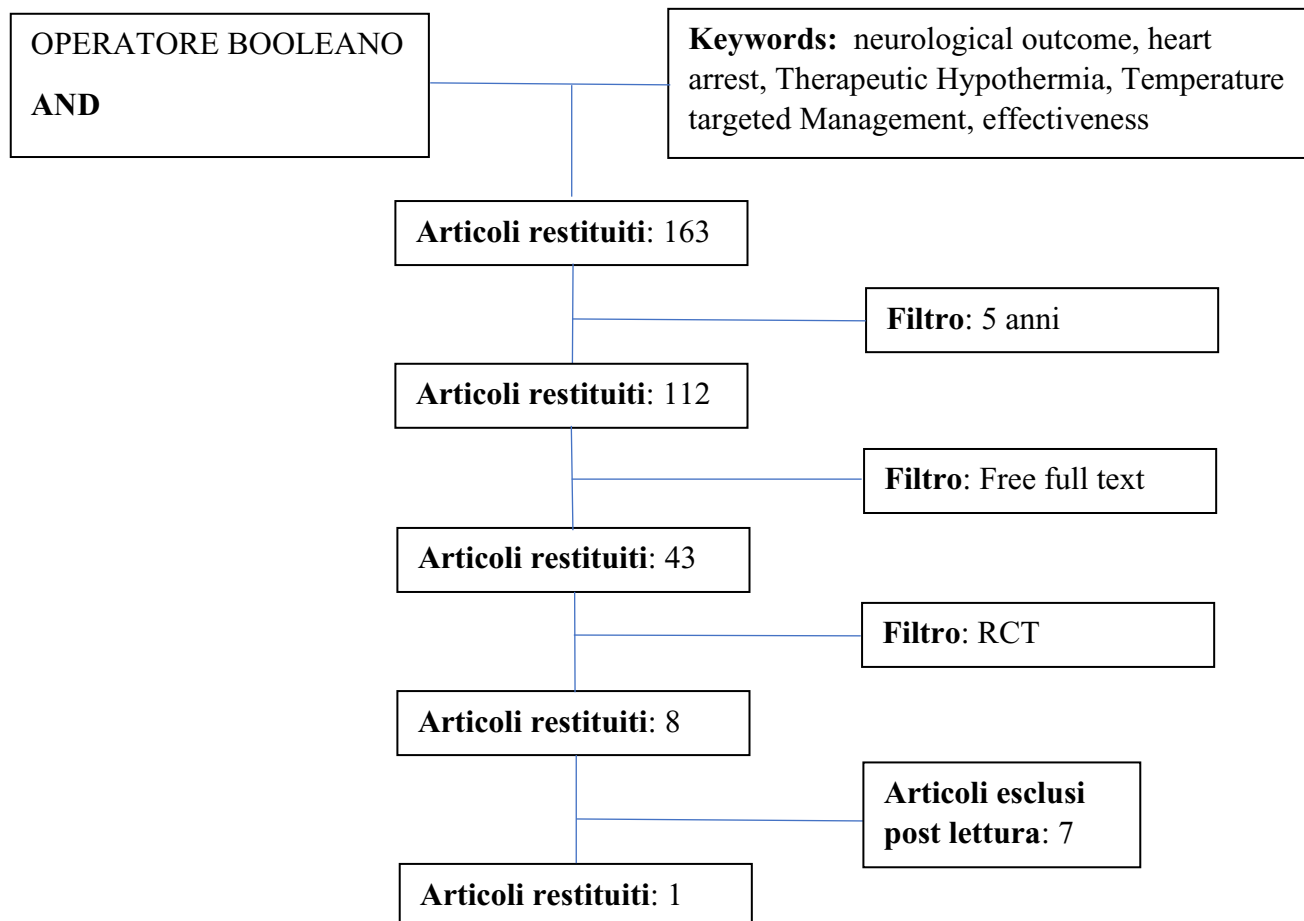 OPERATORE BOOLEANO
AND
Keywords: neurological outcome, heart
arrest, Therapeutic Hypothermia, Temperature
targeted Management, effectiveness
Articoli restituiti: 163
Filtro: 5 anni
Articoli restituiti: 112
Filtro: Free full text
Articoli restituiti: 43
Filtro: RCT
Articoli restituiti: 8
Articoli esclusi
post lettura: 7
Articoli restituiti: 1